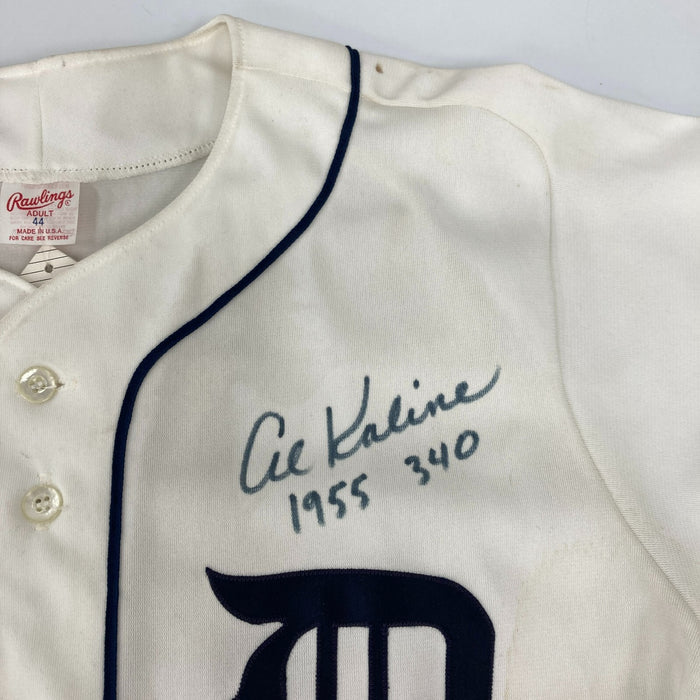 Rawlings
ADULT
44
MADE IN U.S.A.
FOR CARE SEE REVERSE
Al Kaline
1955 340
D